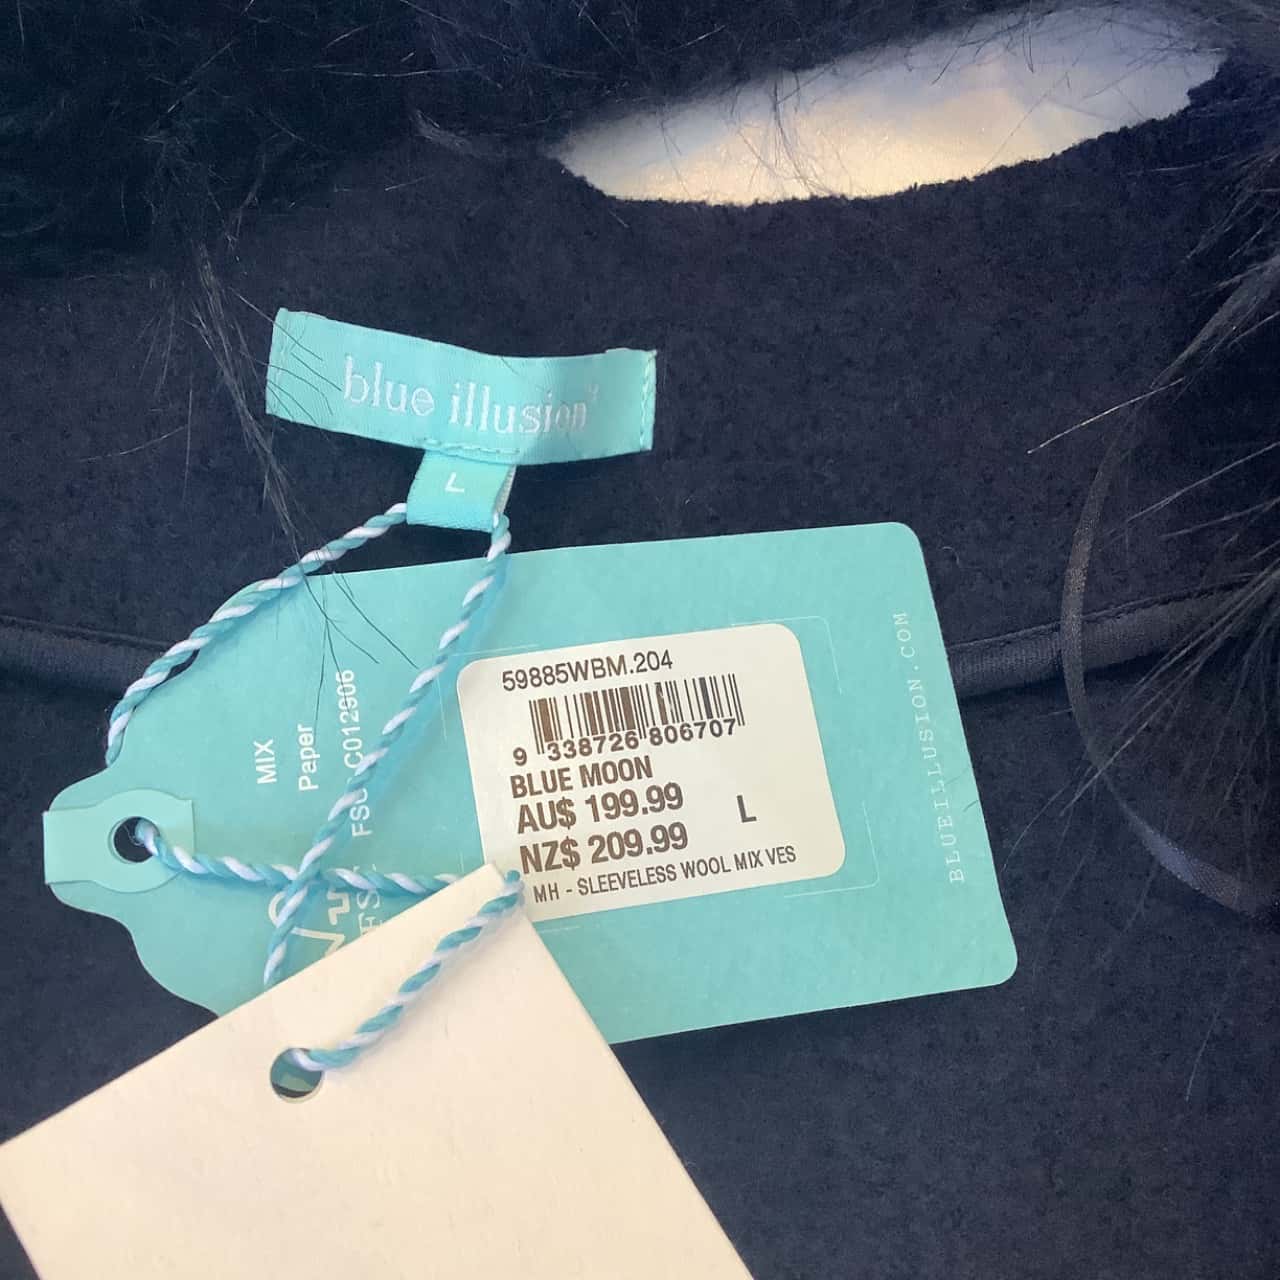 blue illusion
L
59885WBM.204
9 338726 806707
BLUE MOON
AU$ 199.99
L
NZ$ 209.99
MH - SLEEVELESS WOOL MIX VES
BLUEILLUSION.COM
MIX
Paper
C012906